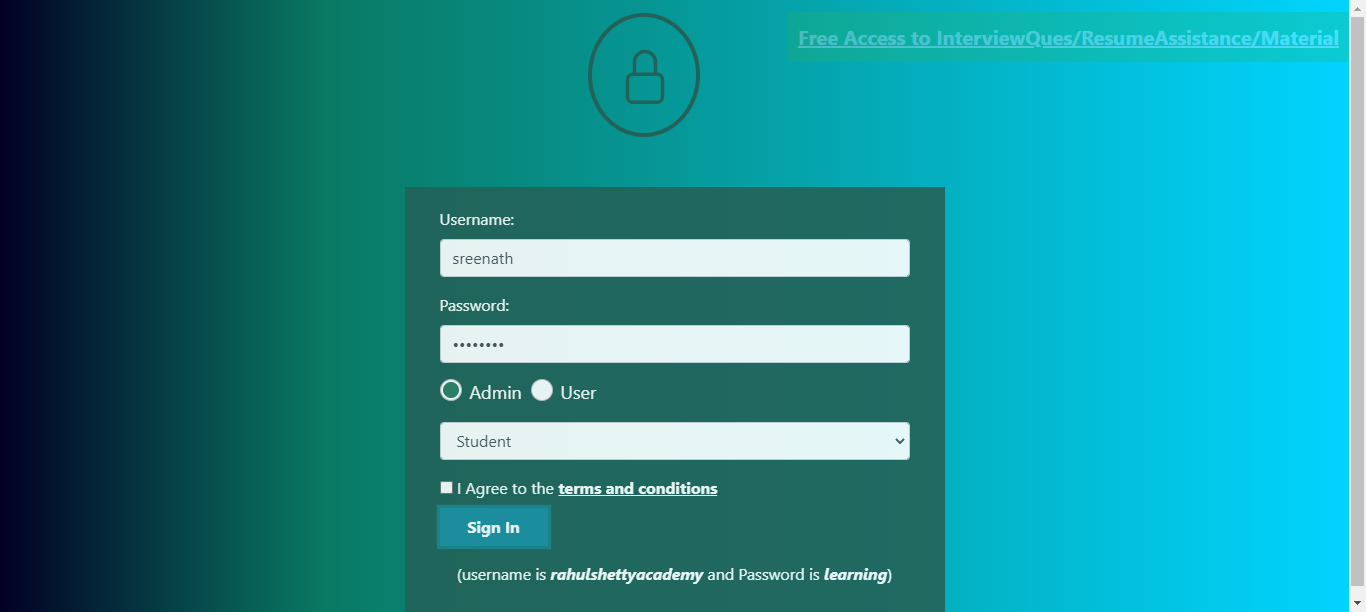 Free Access to InterviewQues/ResumeAssistance/Material
Username:
sreenath
Password:
••••••••
Admin User
Student
I Agree to the terms and conditions
Sign In
(username is rahulshettyacademy and Password is learning)